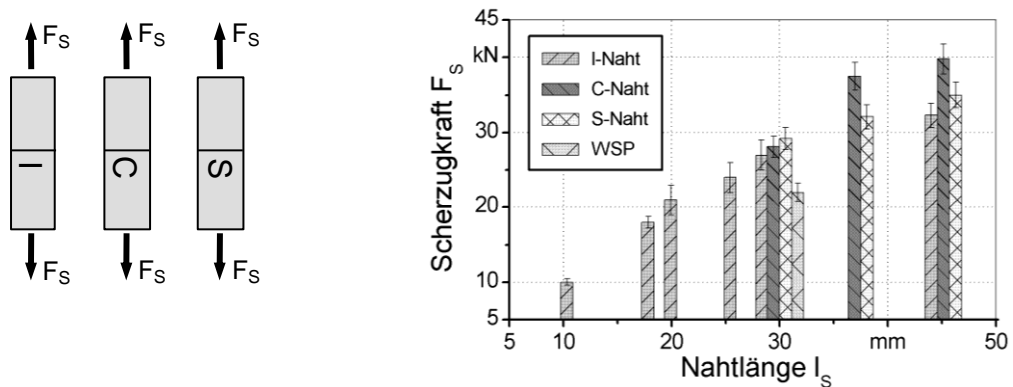 F_S F_S F_S
I C S
F_S F_S F_S
Scherzugkraft F_S
45
kN
30
20
10
5
I-Naht
C-Naht
S-Naht
WSP
5 10 20 30 mm 50
Nahtlänge l_S